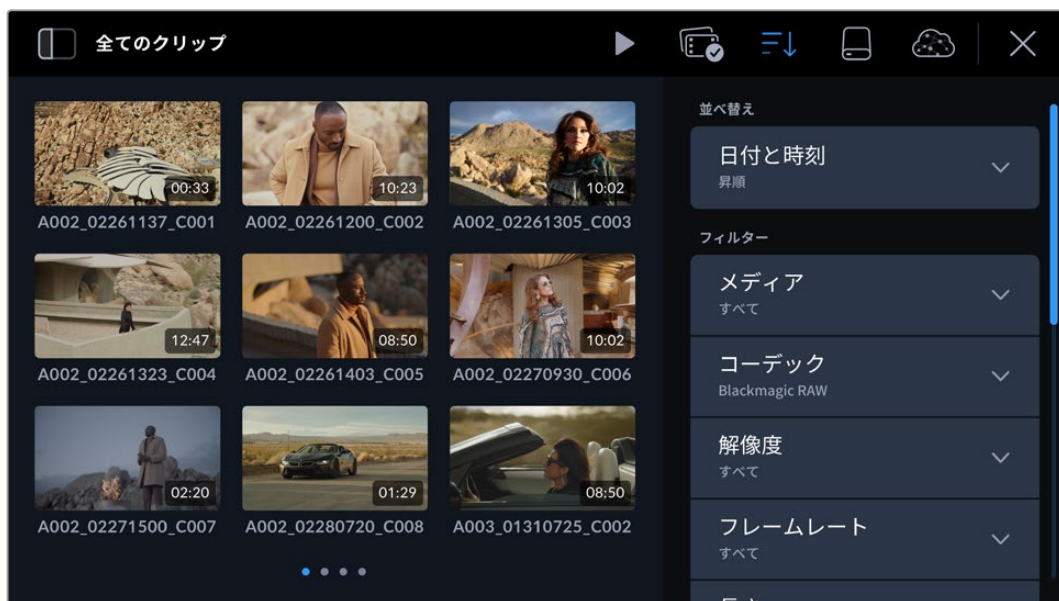 全てのクリップ
00:33
10:23
10:02
A002_02261137_C001
A002_02261200_C002
A002_02261305_C003
12:47
08:50
10:02
A002_02261323_C004
A002_02261403_C005
A002_02270930_C006
02:20
01:29
08:50
A002_02271500_C007
A002_02280720_C008
A003_01310725_C002
並べ替え
日付と時刻
昇順
フィルター
メディア
すべて
コーデック
Blackmagic RAW
解像度
すべて
フレームレート
すべて